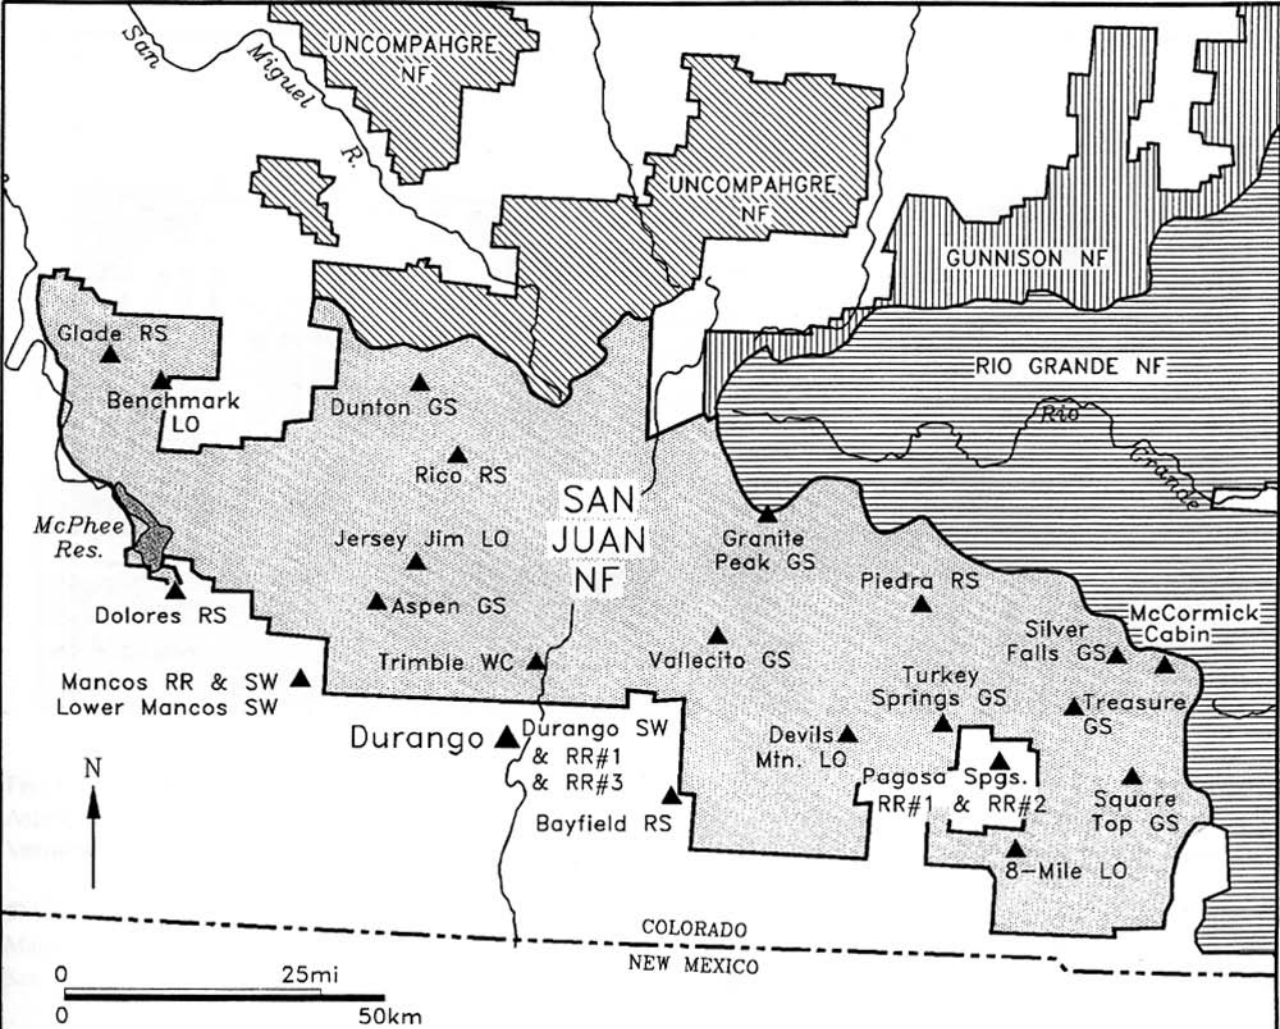 San
Miguel
R.
UNCOMPAHGRE
NF
UNCOMPAHGRE
NF
GUNNISON NF
RIO GRANDE NF
Rio
Grande
Glade RS
Benchmark
LO
Dunton GS
Rico RS
SAN
JUAN
NF
McPhee
Res.
Jersey Jim LO
Granite
Peak GS
Piedra RS
Dolores RS
Aspen GS
McCormick
Cabin
Silver
Falls GS
Trimble WC
Vallecito GS
Mancos RR & SW
Lower Mancos SW
Turkey
Springs GS
Treasure
GS
Durango
Durango SW
& RR#1
& RR#3
Devils
Mtn. LO
Pagosa Spgs.
RR#1 & RR#2
Square
Top GS
Bayfield RS
8-Mile LO
N
COLORADO
NEW MEXICO
0 25mi
0 50km